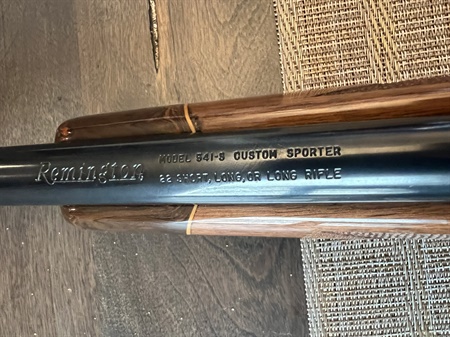 Remington
MODEL 541-S CUSTOM SPORTER
22 SHORT, LONG, OR LONG RIFLE